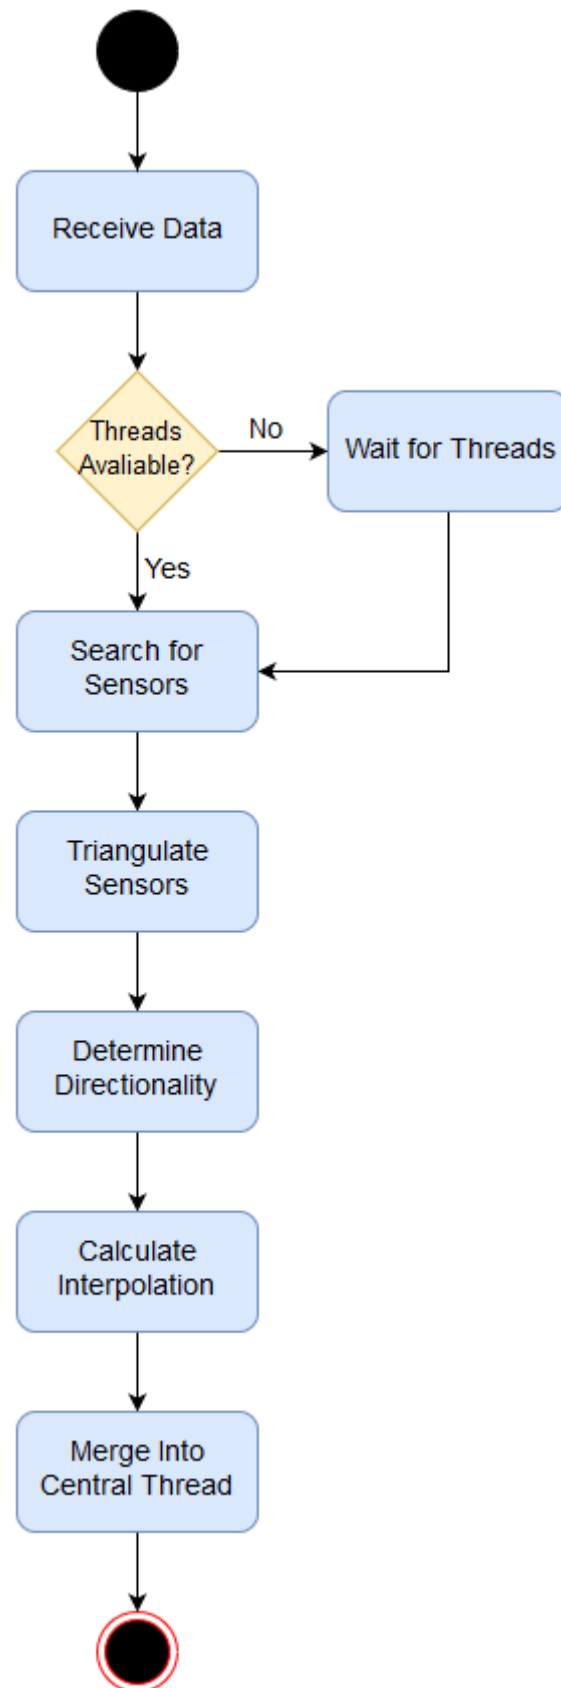 Receive Data
Threads
Avaliable?
No
Wait for Threads
Yes
Search for
Sensors
Triangulate
Sensors
Determine
Directionality
Calculate
Interpolation
Merge Into
Central Thread